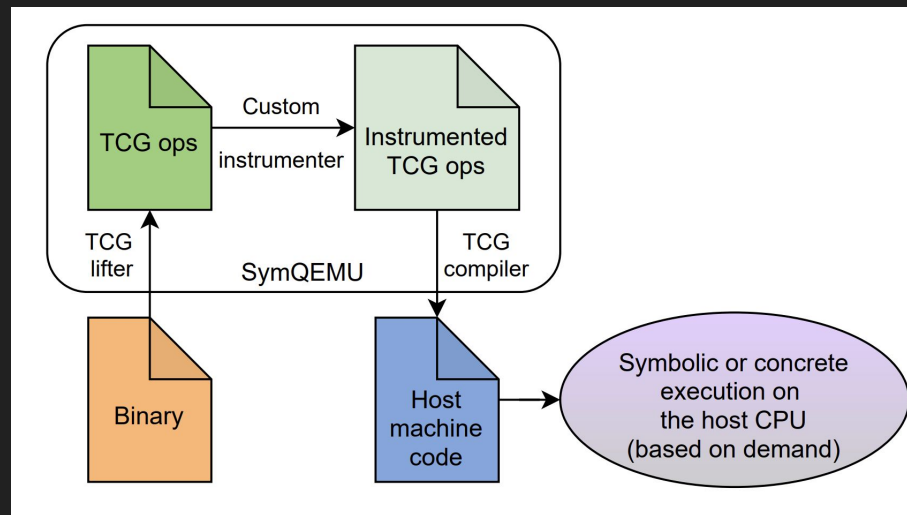 TCG ops
Custom
instrumenter
Instrumented
TCG ops
TCG
lifter
SymQEMU
TCG
compiler
Binary
Host
machine
code
Symbolic or concrete
execution on
the host CPU
(based on demand)